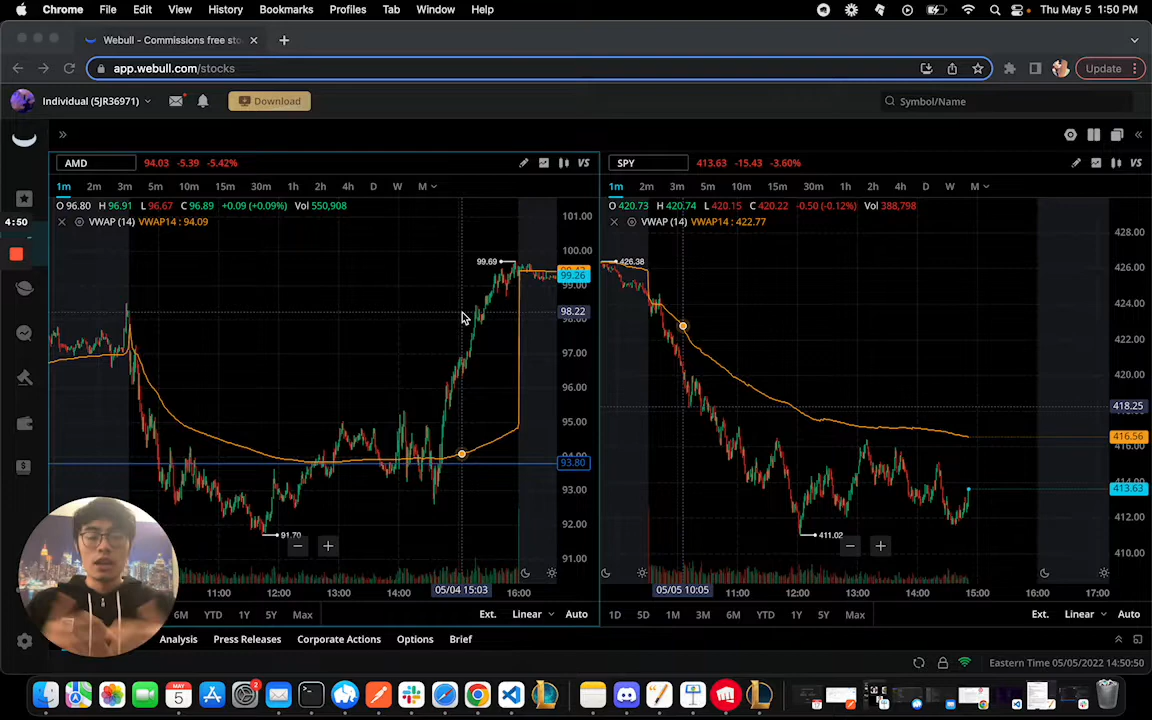 Chrome File Edit View History Bookmarks Profiles Tab Window Help Thu May 5 1:50 PM
Webull - Commissions free sto
app.webull.com/stocks Update
Individual (5JR36971) Download Symbol/Name
AMD 94.03 -5.39 -5.42% VS
SPY 413.63 -15.43 -3.60% VS
1m 2m 3m 5m 10m 15m 30m 1h 2h 4h D W M
1m 2m 3m 5m 10m 15m 30m 1h 2h 4h D W M
O 96.80 H 96.91 L 96.67 C 96.89 +0.09 (+0.09%) Vol 550,908
O 420.73 H 420.74 L 420.15 C 420.22 -0.50 (-0.12%) Vol 388,798
VWAP (14) VWAP14 : 94.09
VWAP (14) VWAP14 : 422.77
4:50
101.00
100.00
99.69
99.26
99.00
98.22
97.00
96.00
95.00
93.80
93.00
92.00
91.70
91.00
428.00
426.38
426.00
424.00
422.00
420.00
418.25
416.56
416.00
413.63
412.00
411.02
410.00
11:00 12:00 13:00 14:00 05/04 15:03 16:00
05/05 10:05 11:00 12:00 13:00 14:00 15:00 16:00 17:00
6M YTD 1Y 5Y Max Ext. Linear Auto
1D 5D 1M 3M 6M YTD 1Y 5Y Max Ext. Linear Auto
Analysis Press Releases Corporate Actions Options Brief
Eastern Time 05/05/2022 14:50:50
MAY
5
2